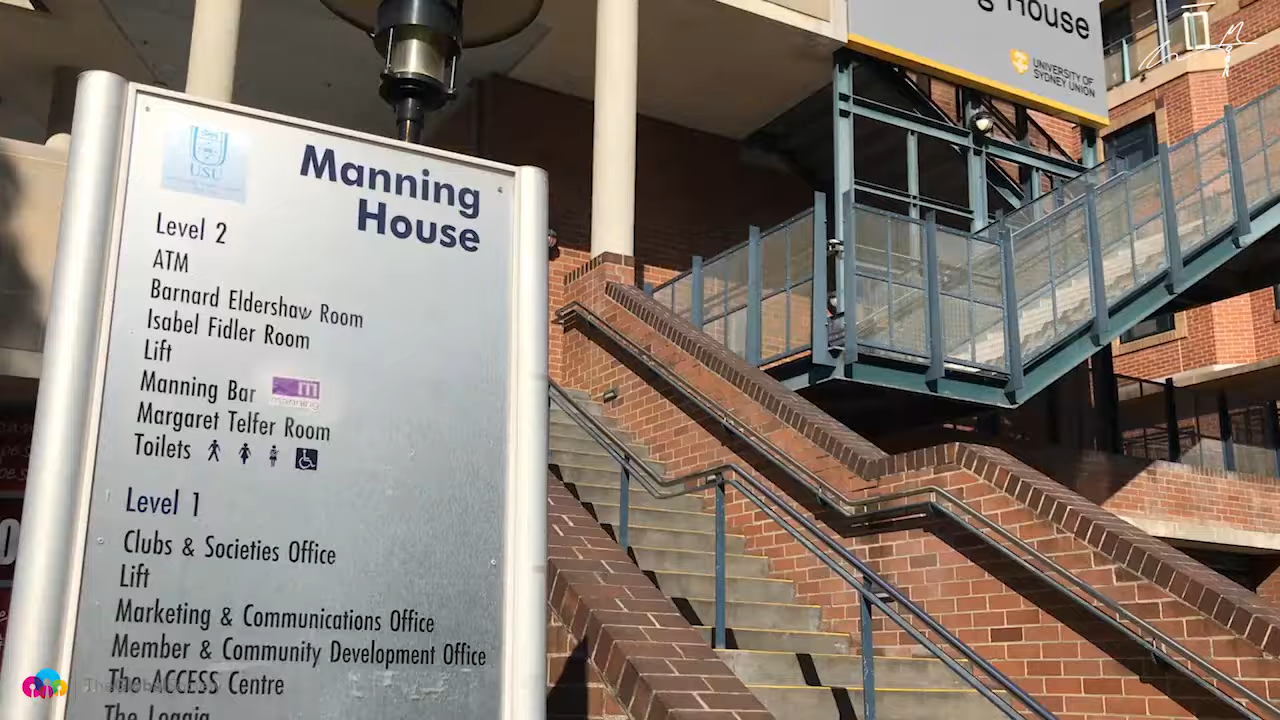 USU
Manning
House
Level 2
ATM
Barnard Eldershaw Room
Isabel Fidler Room
Lift
Manning Bar
m
manning
Margaret Telfer Room
Toilets
Level 1
Clubs & Societies Office
Lift
Marketing & Communications Office
Member & Community Development Office
The ACCESS Centre
The Loggia
House
UNIVERSITY OF
SYDNEY UNION